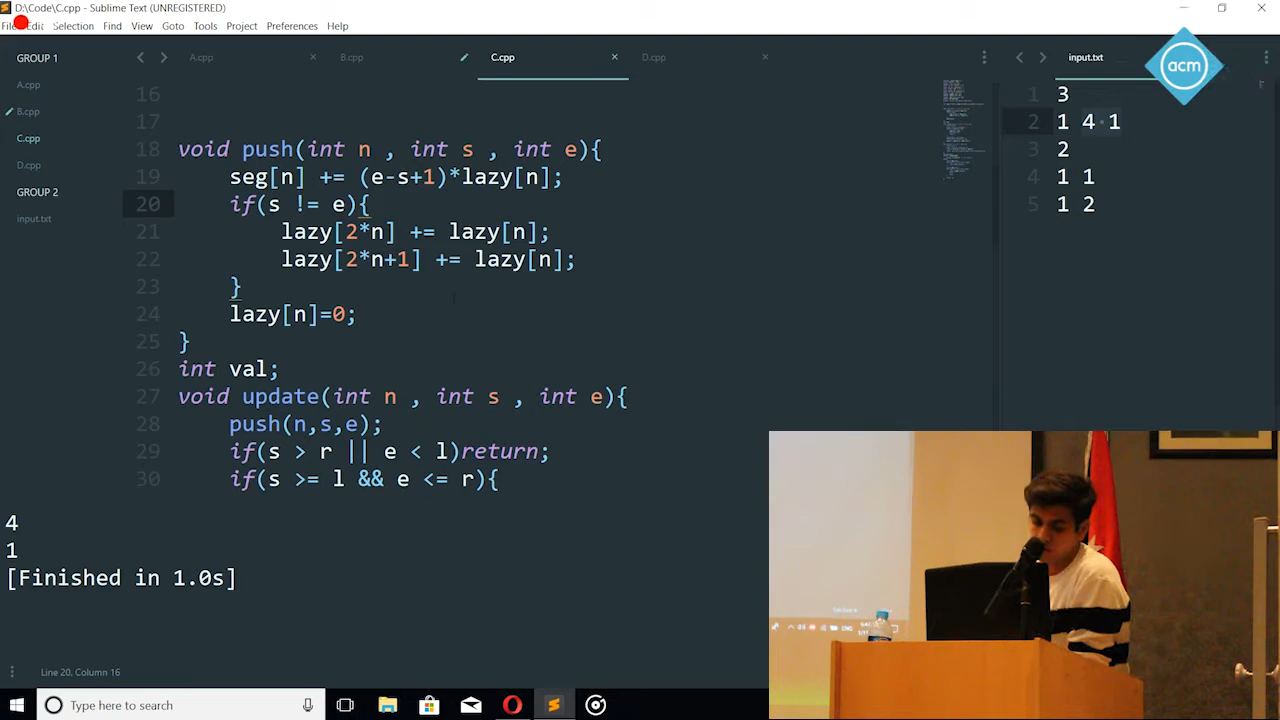 D:\Code\C.cpp - Sublime Text (UNREGISTERED)
File Edit Selection Find View Goto Tools Project Preferences Help
GROUP 1
A.cpp
B.cpp
C.cpp
D.cpp
GROUP 2
input.txt
A.cpp B.cpp C.cpp D.cpp
16
17
18 void push(int n , int s , int e){
19 seg[n] += (e-s+1)*lazy[n];
20 if(s != e){
21 lazy[2*n] += lazy[n];
22 lazy[2*n+1] += lazy[n];
23 }
24 lazy[n]=0;
25 }
26 int val;
27 void update(int n , int s , int e){
28 push(n,s,e);
29 if(s > r || e < l)return;
30 if(s >= l && e <= r){
input.txt
acm
1 3
2 1 4 1
3 2
4 1 1
5 1 2
4
1
[Finished in 1.0s]
Line 20, Column 16
Type here to search